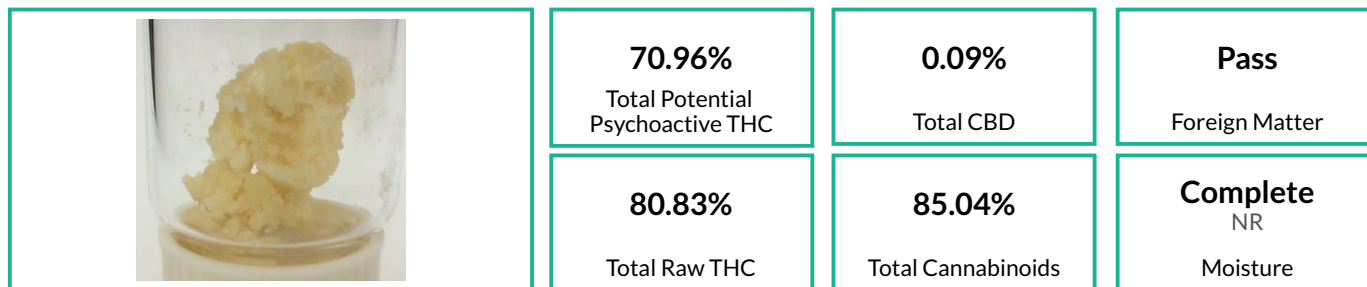 70.96%
Total Potential
Psychoactive THC
0.09%
Total CBD
Pass
Foreign Matter
80.83%
Total Raw THC
85.04%
Total Cannabinoids
Complete
NR
Moisture